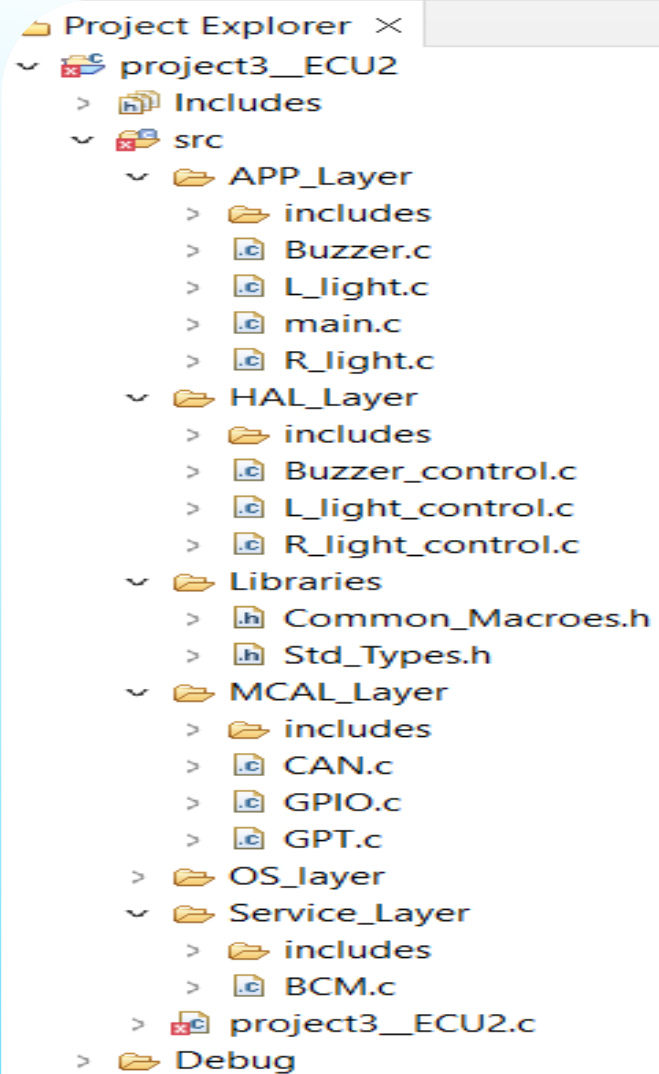 Project Explorer
project3__ECU2
Includes
src
APP_Layer
includes
Buzzer.c
L_light.c
main.c
R_light.c
HAL_Layer
includes
Buzzer_control.c
L_light_control.c
R_light_control.c
Libraries
Common_Macroes.h
Std_Types.h
MCAL_Layer
includes
CAN.c
GPIO.c
GPT.c
OS_layer
Service_Layer
includes
BCM.c
project3__ECU2.c
Debug